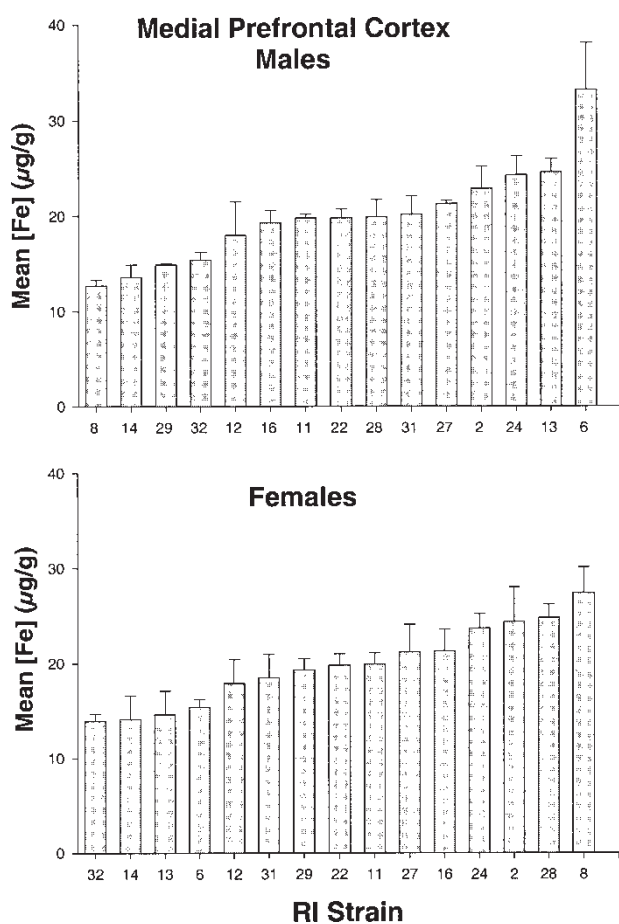 Medial Prefrontal Cortex
Males
Mean [Fe] (µg/g)
40
30
20
10
0
8 14 29 32 12 16 11 22 28 31 27 2 24 13 6
Females
Mean [Fe] (µg/g)
40
30
20
10
0
32 14 13 6 12 31 29 22 11 27 16 24 2 28 8
RI Strain